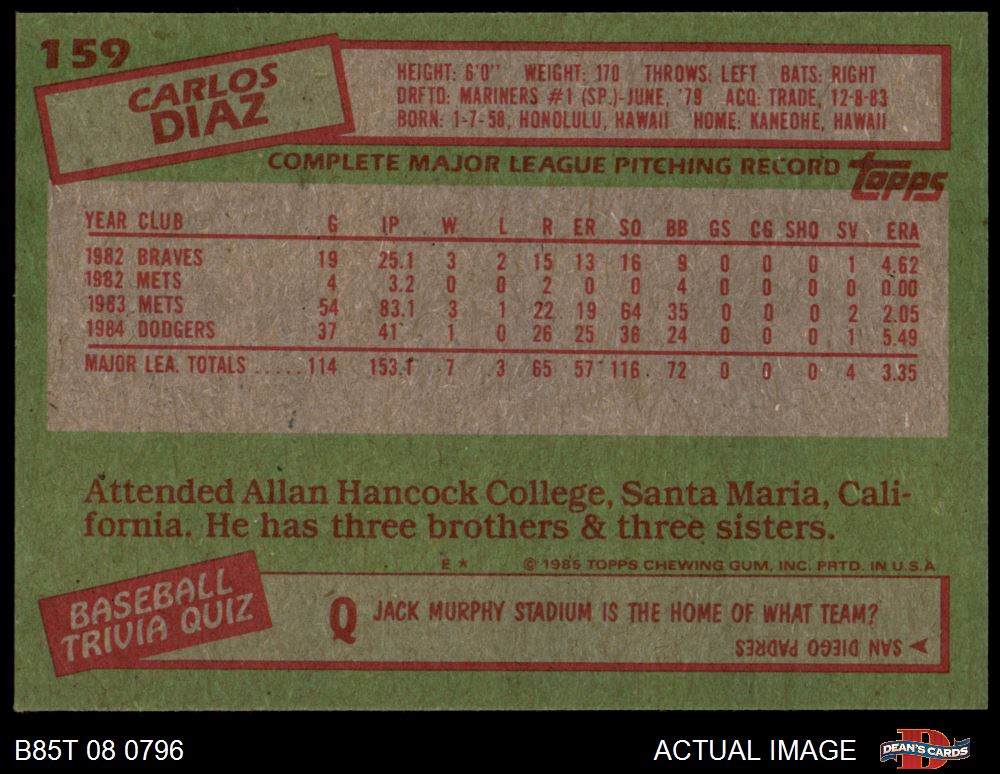 159
CARLOS
DIAZ
HEIGHT: 6'0" WEIGHT: 170 THROWS: LEFT BATS: RIGHT
DRFTD: MARINERS #1 (SP.)-JUNE, '79 ACQ: TRADE, 12-8-83
BORN: 1-7-58, HONOLULU, HAWAII HOME: KANEOHE, HAWAII
COMPLETE MAJOR LEAGUE PITCHING RECORD topps
YEAR CLUB G IP W L R ER SO BB GS CG SHO SV ERA
1982 BRAVES 19 25.1 3 2 15 13 16 9 0 0 0 1 4.62
1982 METS 4 3.2 0 0 2 0 0 4 0 0 0 0 0.00
1983 METS 54 83.1 3 1 22 19 64 35 0 0 0 2 2.05
1984 DODGERS 37 41 1 0 26 25 36 24 0 0 0 1 5.49
MAJOR LEA. TOTALS .....114 153.1 7 3 65 57 116 72 0 0 0 4 3.35
Attended Allan Hancock College, Santa Maria, Cali-
fornia. He has three brothers & three sisters.
E * © 1985 TOPPS CHEWING GUM, INC. PRTD. IN U.S.A
BASEBALL
TRIVIA QUIZ
Q JACK MURPHY STADIUM IS THE HOME OF WHAT TEAM?
SAN DIEGO PADRES
B85T 08 0796
ACTUAL IMAGE
DEAN'S CARDS